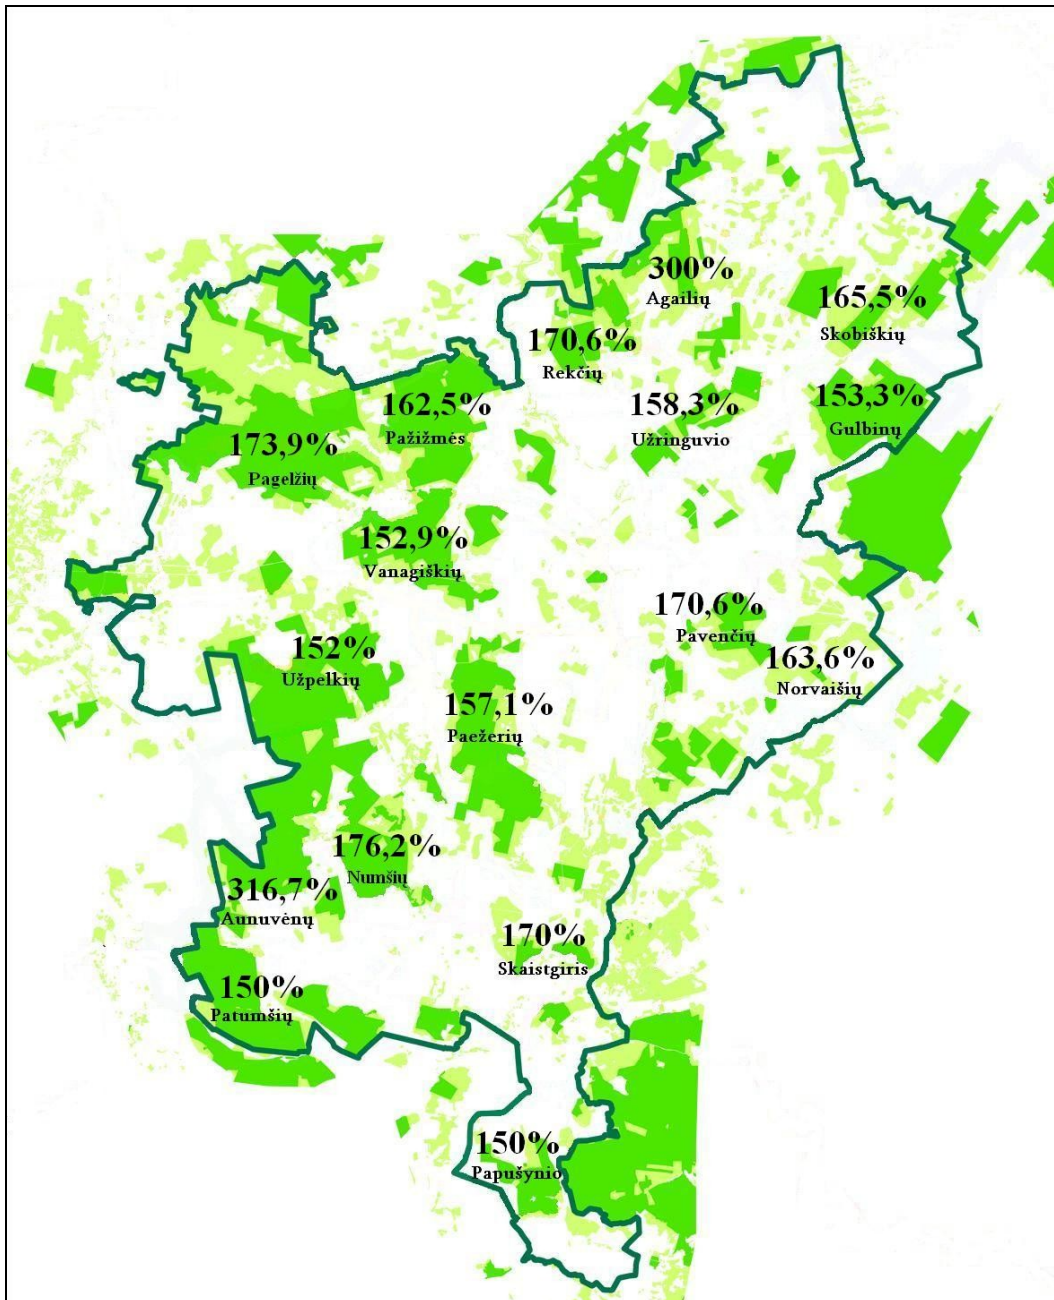 300%
Agailių
165,5%
Skobiškių
170,6%
Rekčių
162,5%
Pažižmės
158,3%
Užringuvio
153,3%
Gulbinų
173,9%
Pagelžių
152,9%
Vanagiškių
170,6%
Pavenčių
152%
Užpelkių
163,6%
Norvaišių
157,1%
Paežerių
176,2%
Numšių
316,7%
Aunuvėnų
170%
Skaistgiris
150%
Patumšių
150%
Papušynio